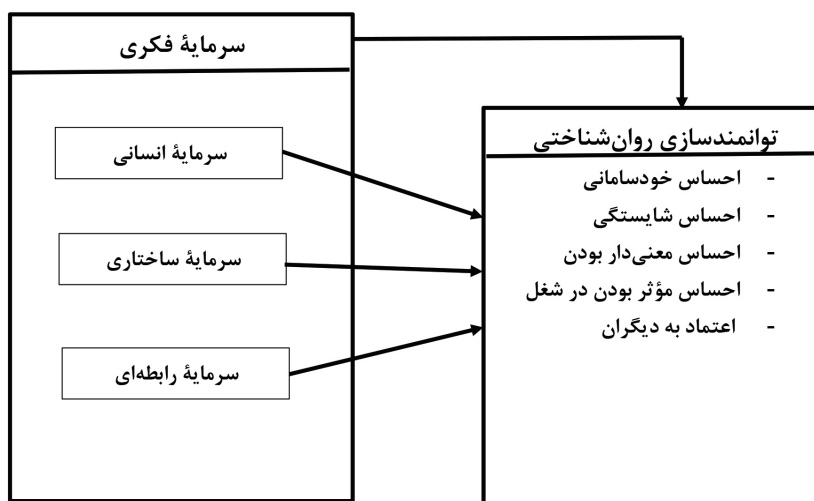 سرمایهٔ فکری
سرمایهٔ انسانی
سرمایهٔ ساختاری
سرمایهٔ رابطه‌ای
توانمندسازی روان‌شناختی
- احساس خودسامانی
- احساس شایستگی
- احساس معنی‌دار بودن
- احساس مؤثر بودن در شغل
- اعتماد به دیگران